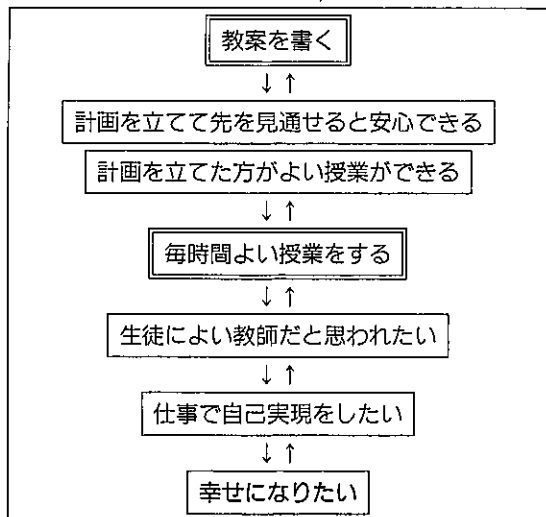 教案を書く
↓ ↑
計画を立てて先を見通せると安心できる
計画を立てた方がよい授業ができる
↓ ↑
毎時間よい授業をする
↓ ↑
生徒によい教師だと思われたい
↓ ↑
仕事で自己実現をしたい
↓ ↑
幸せになりたい